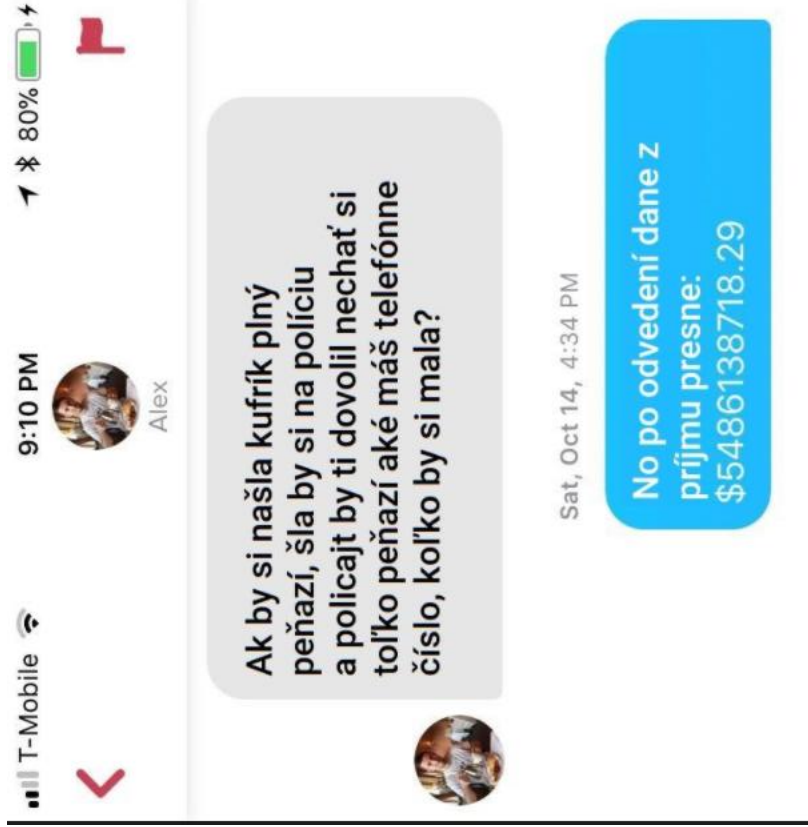 T-Mobile 9:10 PM 80%
Alex
Ak by si našla kufrík plný
peňazí, šla by si na políciu
a policajt by ti dovolil nechať si
toľko peňazí aké máš telefónne
číslo, koľko by si mala?
Sat, Oct 14, 4:34 PM
No po odvedení dane z
príjmu presne:
$5486138718.29